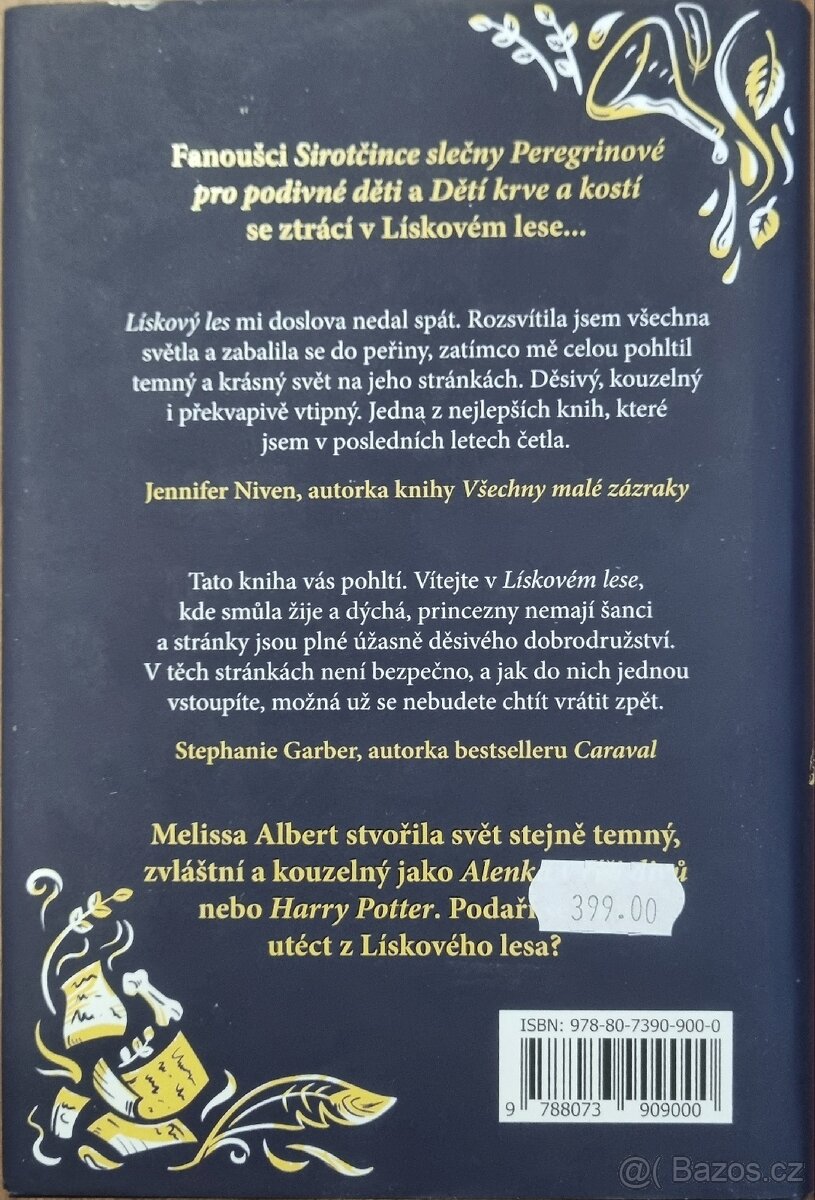 Fanoušci Sirotčince slečny Peregrinové
pro podivné děti a Dětí krve a kostí
se ztrácí v Lískovém lese...
Lískový les mi doslova nedal spát. Rozsvítila jsem všechna
světla a zabalila se do peřiny, zatímco mě celou pohltil
temný a krásný svět na jeho stránkách. Děsivý, kouzelný
i překvapivě vtipný. Jedna z nejlepších knih, které
jsem v posledních letech četla.
Jennifer Niven, autorka knihy Všechny malé zázraky
Tato kniha vás pohltí. Vítejte v Lískovém lese,
kde smůla žije a dýchá, princezny nemají šanci
a stránky jsou plné úžasně děsivého dobrodružství.
V těch stránkách není bezpečno, a jak do nich jednou
vstoupíte, možná už se nebudete chtít vrátit zpět.
Stephanie Garber, autorka bestselleru Caraval
Melissa Albert stvořila svět stejně temný,
zvláštní a kouzelný jako
nebo Harry Potter.
399.00
utéct z Lískového lesa?
ISBN: 978-80-7390-900-0
9 788073 909000
@( Bazos.cz